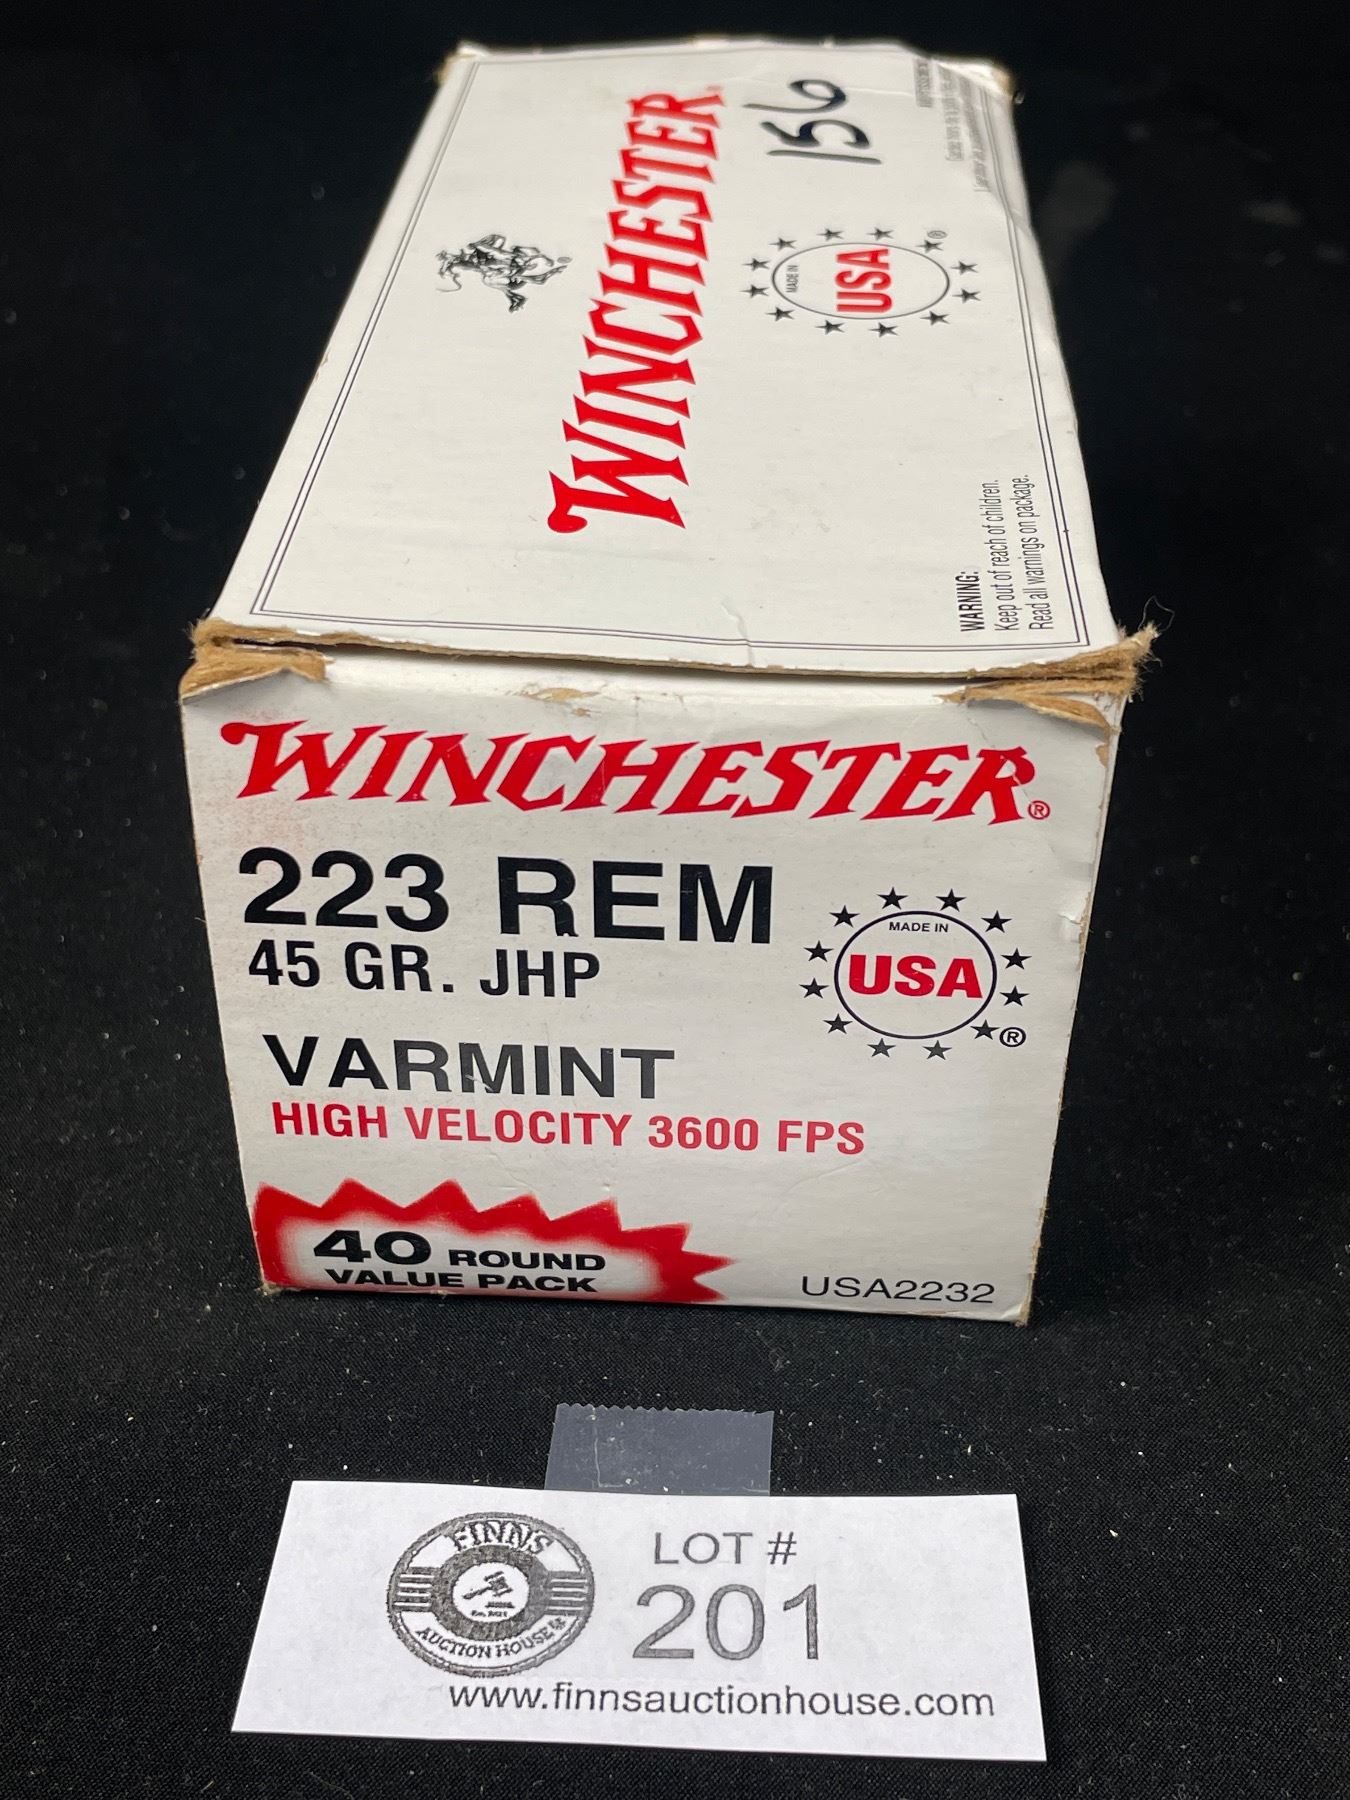 WINCHESTER
156
MADE IN
USA®
WARNING:
Keep out of reach of children.
Read all warnings on package.
WINCHESTER®
223 REM
45 GR. JHP
MADE IN
USA
®
VARMINT
HIGH VELOCITY 3600 FPS
40 ROUND
VALUE PACK
USA2232
FINNS
AUCTION HOUSE
LOT #
201
www.finnsauctionhouse.com